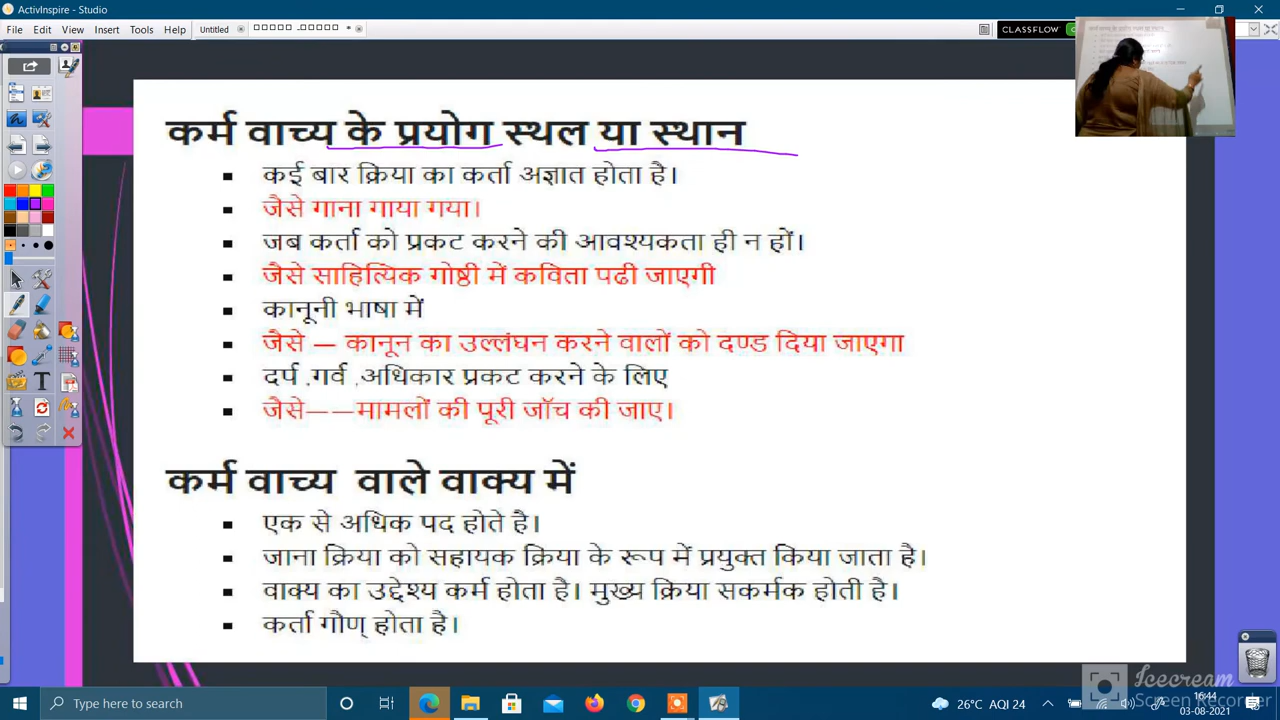 ActivInspire - Studio
File Edit View Insert Tools Help Untitled
CLASSFLOW
कर्म वाच्य के प्रयोग स्थल या स्थान
कई बार क्रिया का कर्ता अज्ञात होता है।
जैसे गाना गाया गया।
जब कर्ता को प्रकट करने की आवश्यकता ही न हों।
जैसे साहित्यिक गोष्ठी में कविता पढी जाएगी
कानूनी भाषा में
जैसे — कानून का उल्लंघन करने वालों को दण्ड दिया जाएगा
दर्प ,गर्व ,अधिकार प्रकट करने के लिए
जैसे——मामलों की पूरी जॉच की जाए।
कर्म वाच्य वाले वाक्य में
एक से अधिक पद होते है।
जाना क्रिया को सहायक क्रिया के रूप में प्रयुक्त किया जाता है।
वाक्य का उद्देश्य कर्म होता है। मुख्य क्रिया सकर्मक होती है।
कर्ता गौण् होता है।
Icecream
Screen Recorder
Type here to search
26°C AQI 24
16:44
03-08-2021